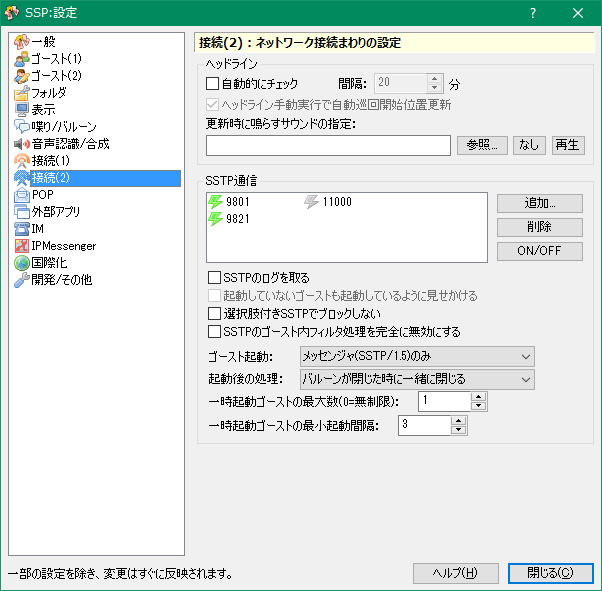 SSP:設定
一般
ゴースト(1)
ゴースト(2)
フォルダ
表示
喋り/バルーン
音声認識/合成
接続(1)
接続(2)
POP
外部アプリ
IM
IPMessenger
国際化
開発/その他
接続(2) : ネットワーク接続まわりの設定
ヘッドライン
自動的にチェック 間隔: 20 分
ヘッドライン手動実行で自動巡回開始位置更新
更新時に鳴らすサウンドの指定:
参照... なし 再生
SSTP通信
9801 11000
9821
追加...
削除
ON/OFF
SSTPのログを取る
起動していないゴーストも起動しているように見せかける
選択肢付きSSTPでブロックしない
SSTPのゴースト内フィルタ処理を完全に無効にする
ゴースト起動: メッセンジャ(SSTP/1.5)のみ
起動後の処理: バルーンが閉じた時に一緒に閉じる
一時起動ゴーストの最大数(0=無制限): 1
一時起動ゴーストの最小起動間隔: 3
一部の設定を除き、変更はすぐに反映されます。
ヘルプ(H) 閉じる(C)